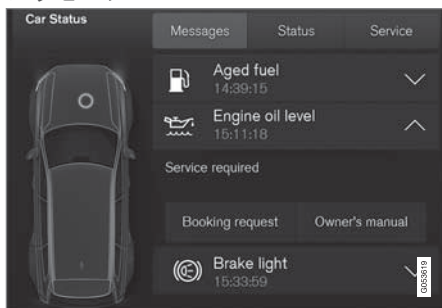 Car Status
Messages
Status
Service
Aged fuel
14:39:15
Engine oil level
15:11:18
Service required
Booking request
Owner's manual
Brake light
15:33:59
G053619